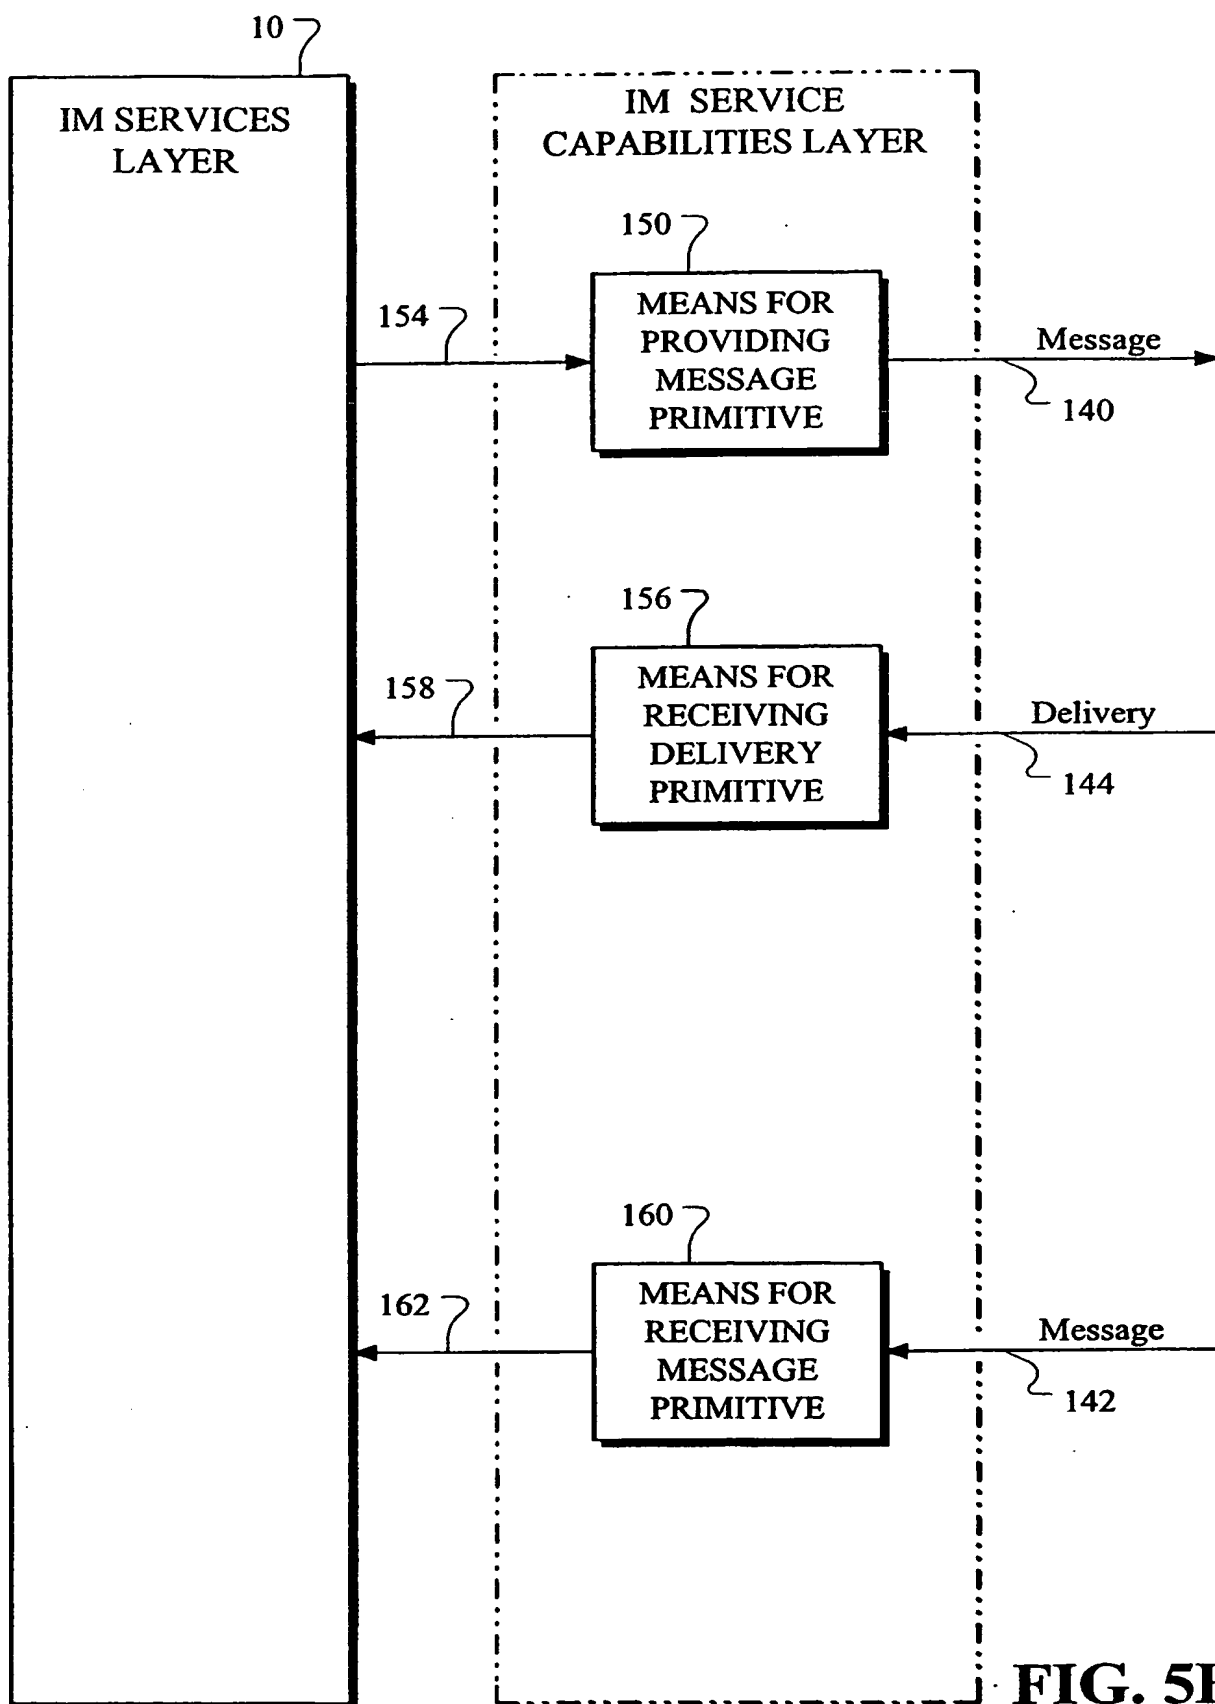 10
IM SERVICES
LAYER
IM SERVICE
CAPABILITIES LAYER
150
154
MEANS FOR
PROVIDING
MESSAGE
PRIMITIVE
Message
140
156
158
MEANS FOR
RECEIVING
DELIVERY
PRIMITIVE
Delivery
144
160
162
MEANS FOR
RECEIVING
MESSAGE
PRIMITIVE
Message
142
FIG.